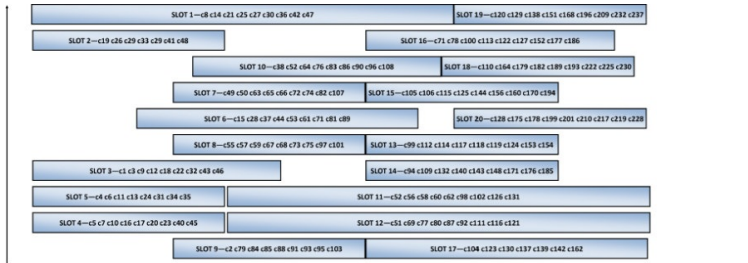 SLOT 1—c8 c14 c21 c25 c27 c30 c36 c42 c47 SLOT 19—c120 c129 c138 c151 c168 c196 c209 c232 c237
SLOT 2—c19 c26 c29 c33 c29 c41 c48 SLOT 16—c71 c78 c100 c113 c122 c127 c152 c177 c186
SLOT 10—c38 c52 c64 c76 c83 c86 c90 c96 c108 SLOT 18—c110 c164 c179 c182 c189 c193 c222 c225 c230
SLOT 7—c49 c50 c63 c65 c66 c72 c74 c82 c107 SLOT 15—c105 c106 c115 c125 c144 c156 c160 c170 c194
SLOT 6—c15 c28 c37 c44 c53 c61 c71 c81 c89 SLOT 20—c128 c175 c178 c199 c201 c210 c217 c219 c228
SLOT 8—c55 c57 c59 c67 c68 c73 c75 c97 c101 SLOT 13—c99 c112 c114 c117 c118 c119 c124 c153 c154
SLOT 3—c1 c3 c9 c12 c18 c22 c32 c43 c46 SLOT 14—c94 c109 c132 c140 c143 c148 c171 c176 c185
SLOT 5—c4 c6 c11 c13 c24 c31 c34 c35 SLOT 11—c52 c56 c58 c60 c62 c98 c102 c126 c131
SLOT 4—c5 c7 c10 c16 c17 c20 c23 c40 c45 SLOT 12—c51 c69 c77 c80 c87 c92 c111 c116 c121
SLOT 9—c2 c79 c84 c85 c88 c91 c93 c95 c103 SLOT 17—c104 c123 c130 c137 c139 c142 c162